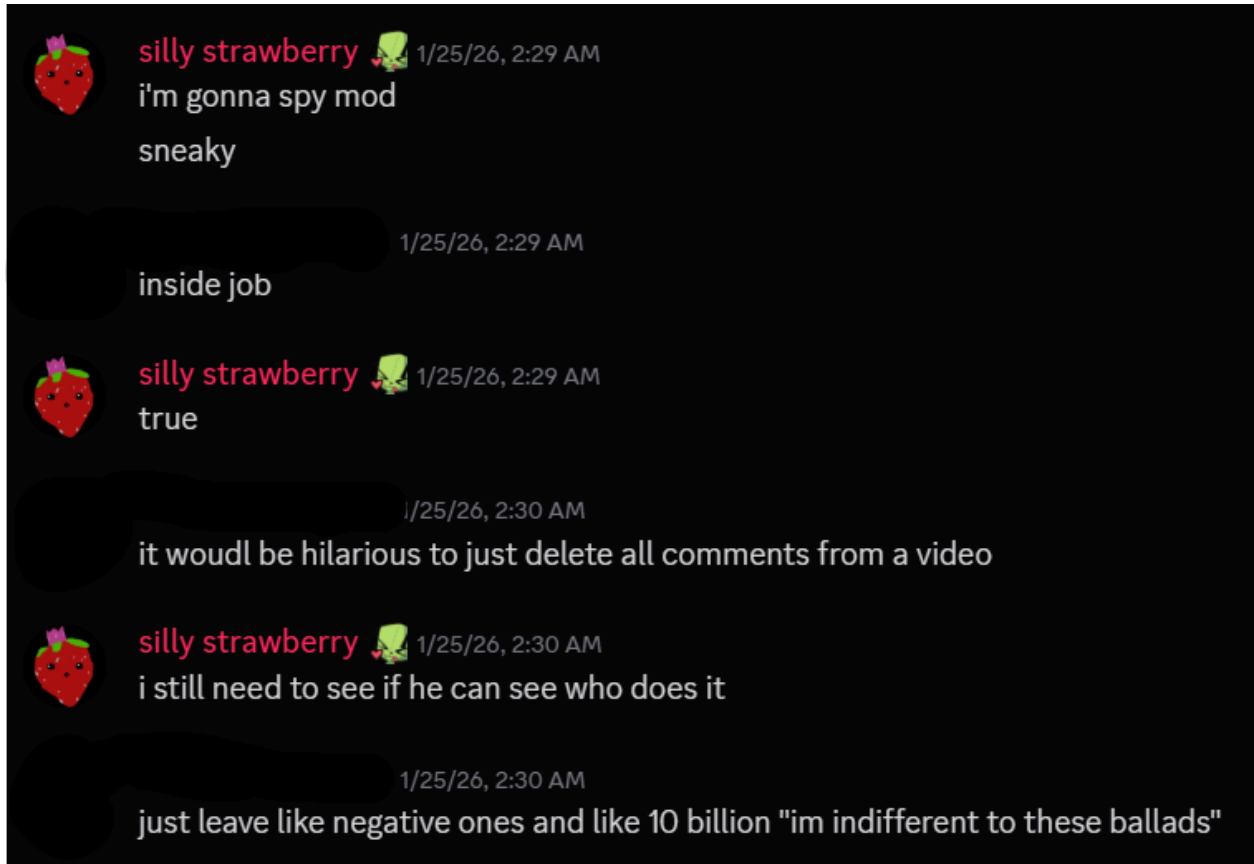 silly strawberry 1/25/26, 2:29 AM
i'm gonna spy mod
sneaky
1/25/26, 2:29 AM
inside job
silly strawberry 1/25/26, 2:29 AM
true
/25/26, 2:30 AM
it woudl be hilarious to just delete all comments from a video
silly strawberry 1/25/26, 2:30 AM
i still need to see if he can see who does it
1/25/26, 2:30 AM
just leave like negative ones and like 10 billion "im indifferent to these ballads"